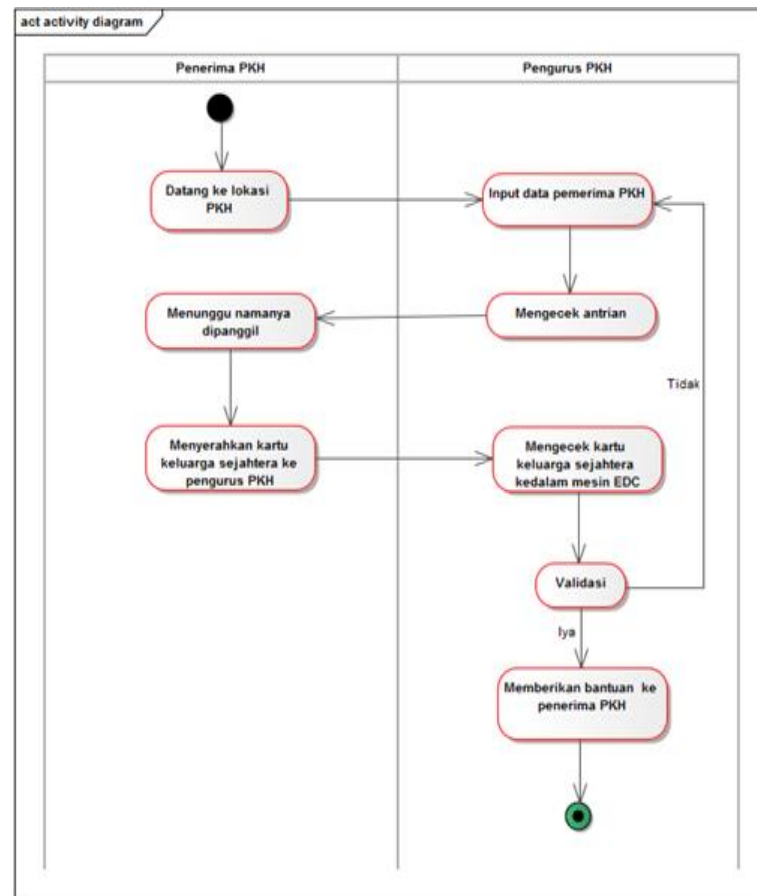 act activity diagram
Penerima PKH
Pengurus PKH
Datang ke lokasi
PKH
Input data pemerima PKH
Menunggu namanya
dipanggil
Mengecek antrian
Tidak
Menyerahkan kartu
keluarga sejahtera ke
pengurus PKH
Mengecek kartu
keluarga sejahtera
kedalam mesin EDC
Validasi
Iya
Memberikan bantuan ke
penerima PKH